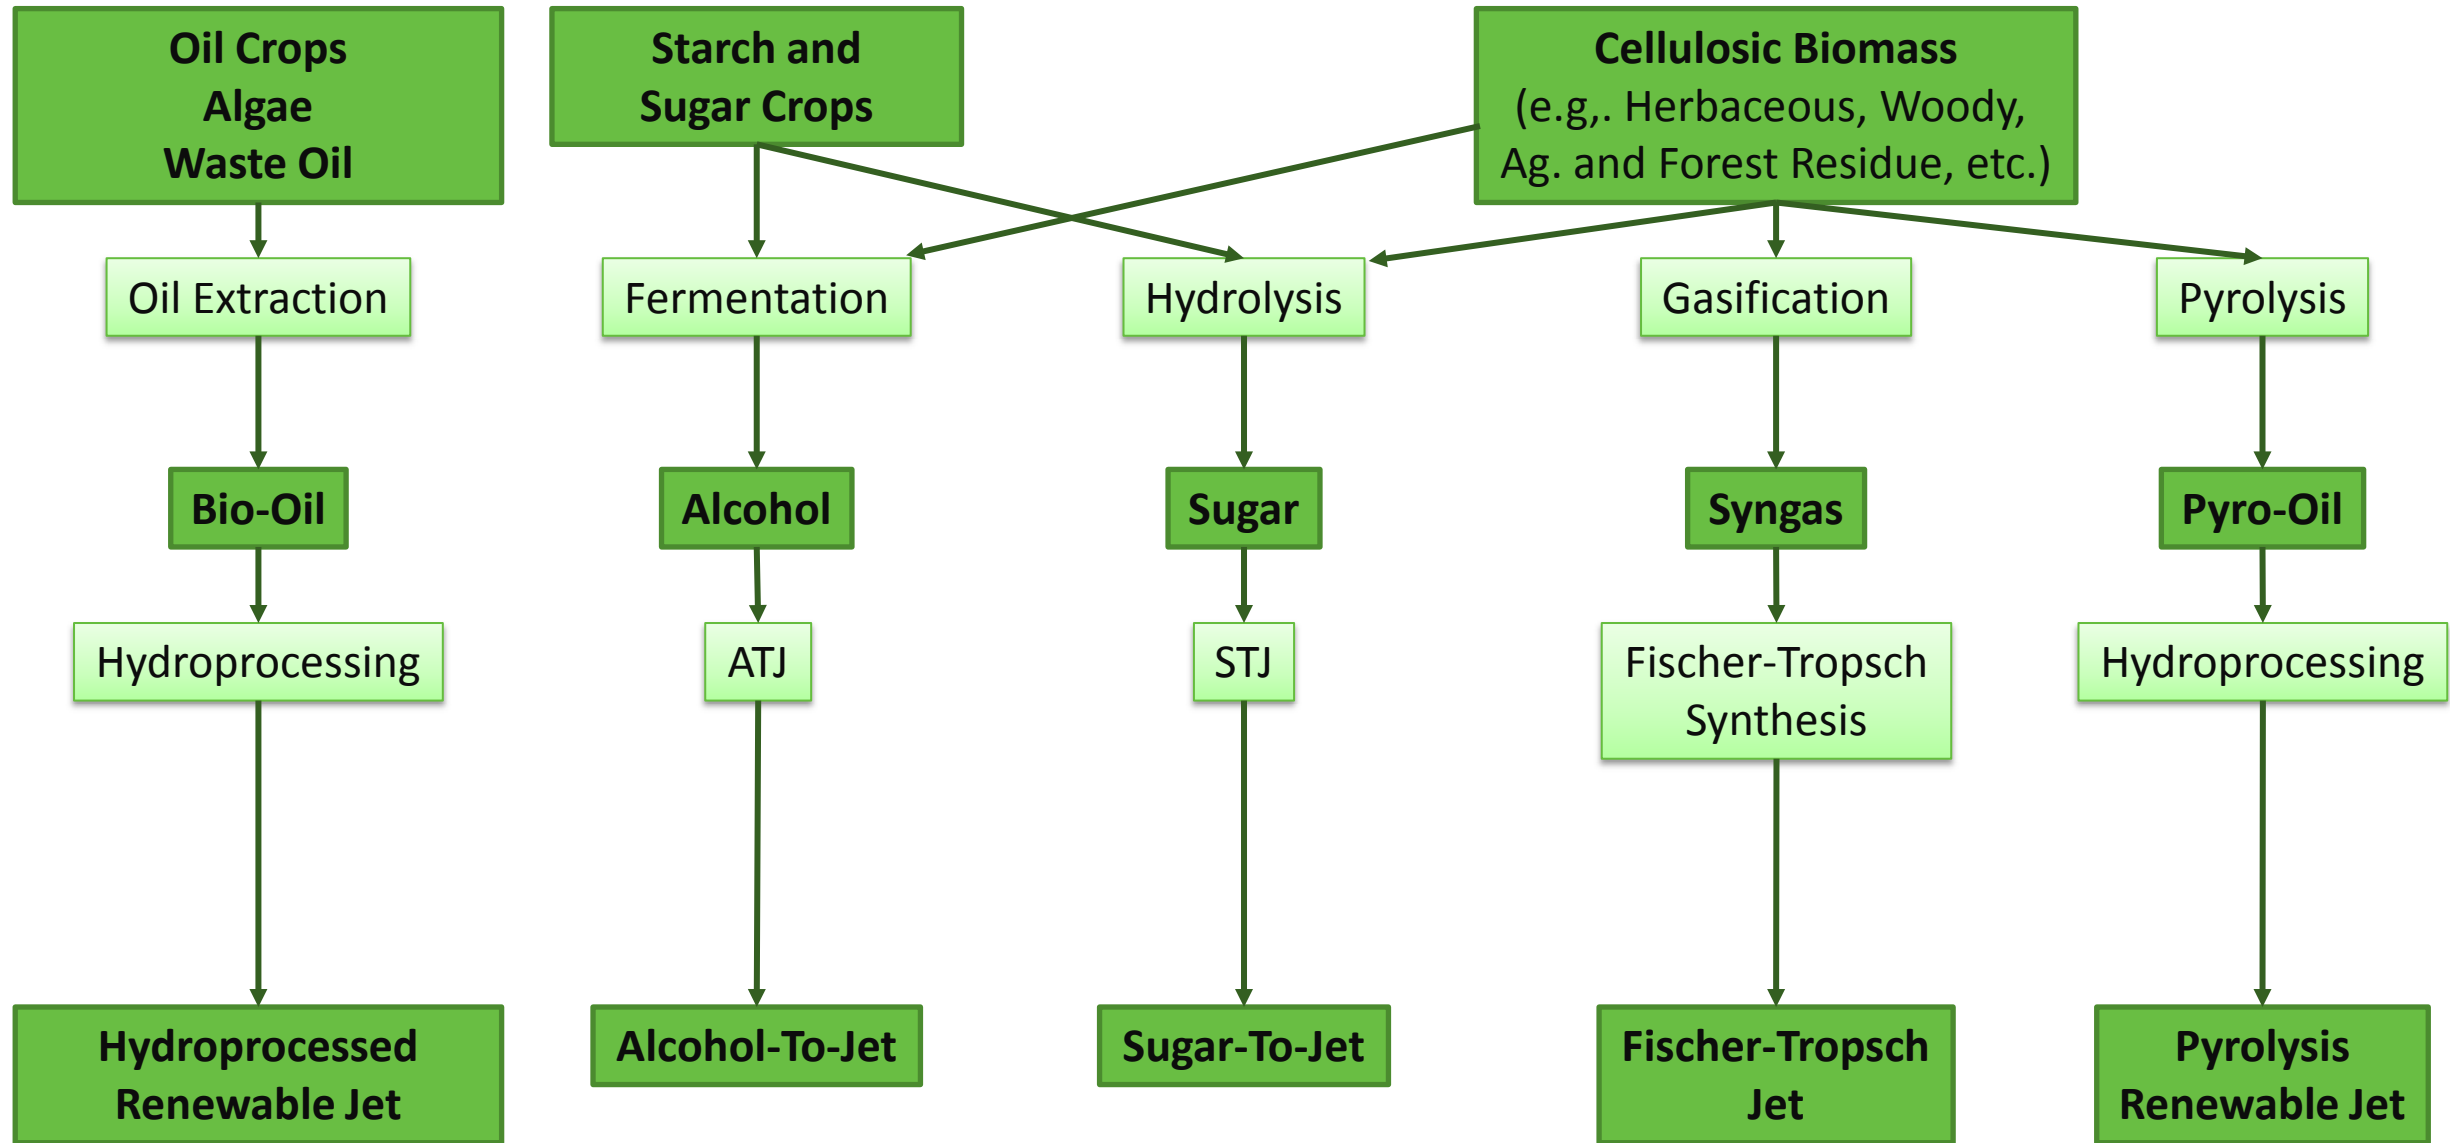 Oil Crops
Algae
Waste Oil
Starch and
Sugar Crops
Cellulosic Biomass
(e.g,. Herbaceous, Woody,
Ag. and Forest Residue, etc.)
Oil Extraction
Fermentation
Hydrolysis
Gasification
Pyrolysis
Bio-Oil
Alcohol
Sugar
Syngas
Pyro-Oil
Hydroprocessing
ATJ
STJ
Fischer-Tropsch
Synthesis
Hydroprocessing
Hydroprocessed
Renewable Jet
Alcohol-To-Jet
Sugar-To-Jet
Fischer-Tropsch
Jet
Pyrolysis
Renewable Jet